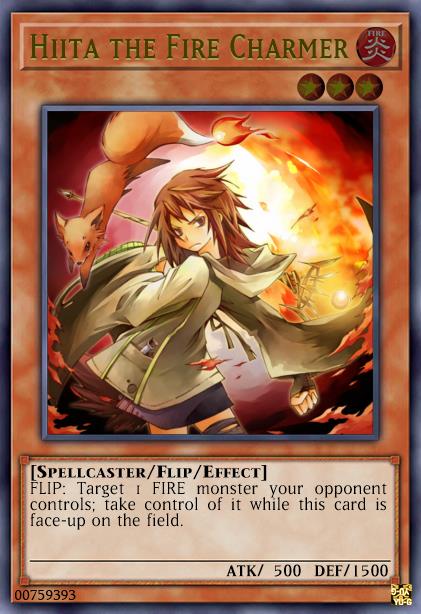 Hiita the Fire Charmer
FIRE
炎
[Spellcaster/Flip/Effect]
FLIP: Target 1 FIRE monster your opponent
controls; take control of it while this card is
face-up on the field.
ATK/ 500 DEF/1500
00759393